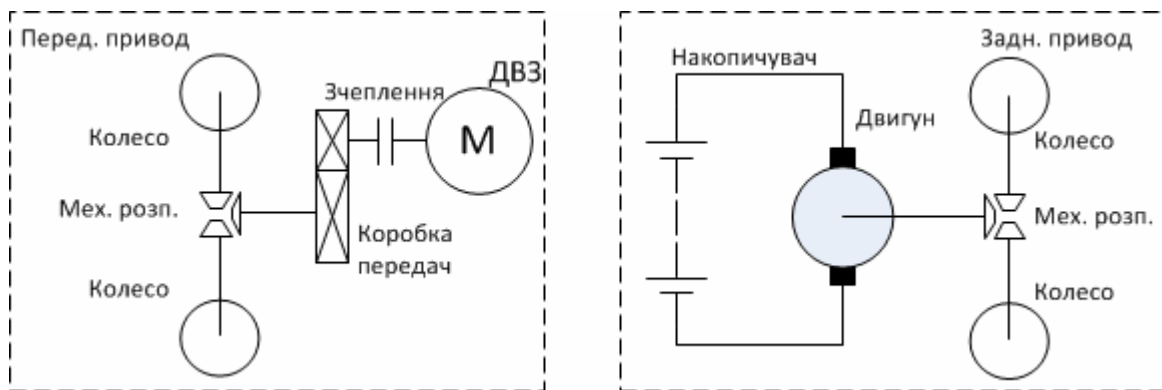 Перед. привод
ДВЗ
Зчеплення
М
Колесо
Мех. розп.
Коробка
передач
Колесо
Задн. привод
Накопичувач
Двигун
Колесо
Мех. розп.
Колесо